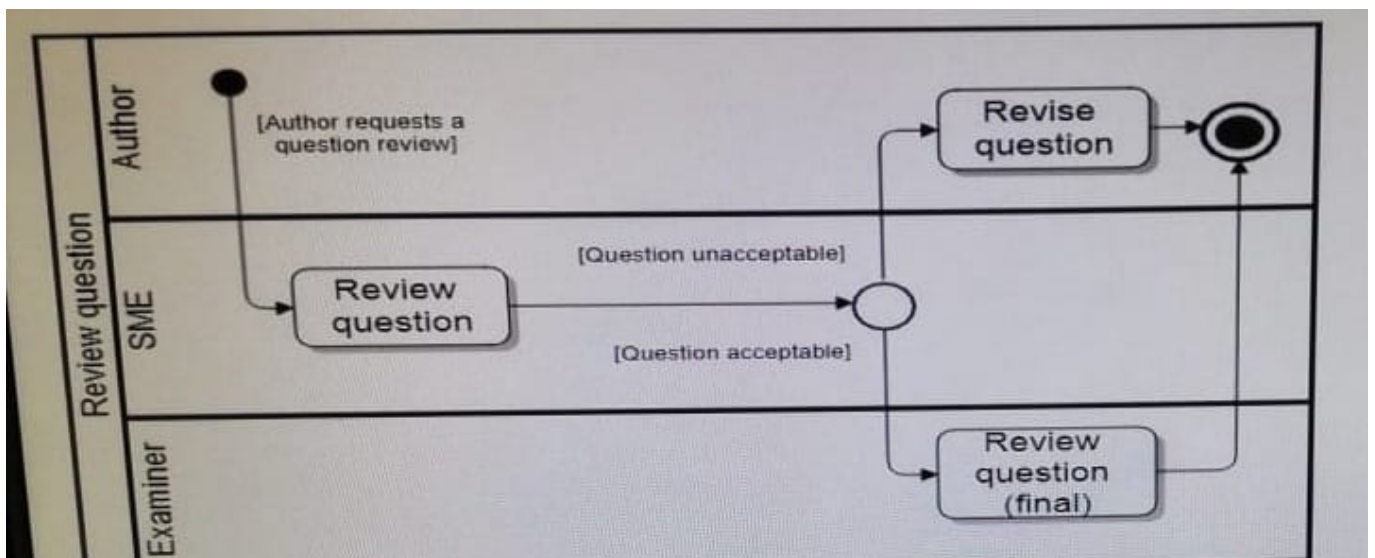 Review question
Author
[Author requests a
question review]
Revise
question
SME
Review
question
[Question unacceptable]
[Question acceptable]
Examiner
Review
question
(final)